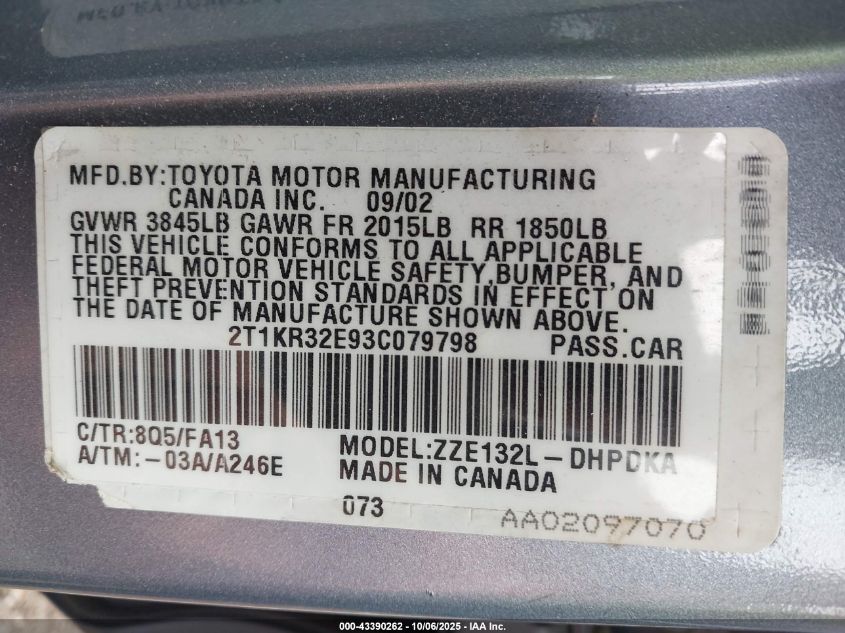 MFD.BY:TOYOTA MOTOR MANUFACTURING
CANADA INC. 09/02
GVWR 3845LB GAWR FR 2015LB RR 1850LB
THIS VEHICLE CONFORMS TO ALL APPLICABLE
FEDERAL MOTOR VEHICLE SAFETY,BUMPER, AND
THEFT PREVENTION STANDARDS IN EFFECT ON
THE DATE OF MANUFACTURE SHOWN ABOVE.
2T1KR32E93C079798 PASS.CAR
C/TR:8Q5/FA13 MODEL:ZZE132L-DHPDKA
A/TM:-03A/A246E MADE IN CANADA
073 AA02097070
000-43390262 - 10/06/2025 - IAA Inc.